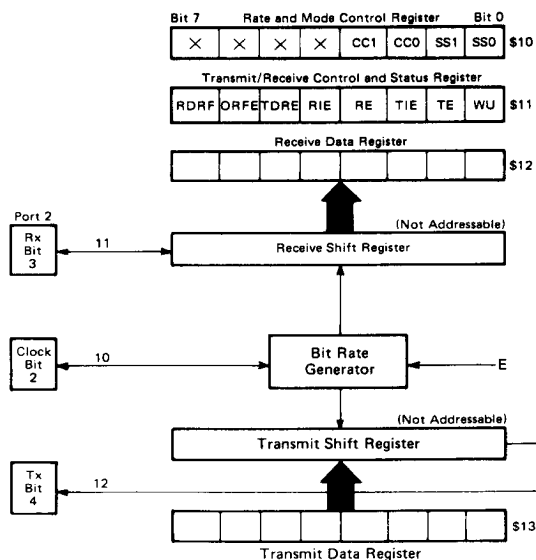 Bit 7 Rate and Mode Control Register Bit 0
X X X X CC1 CC0 SS1 SS0 $10
Transmit/Receive Control and Status Register
RDRF ORFE TDRE RIE RE TIE TE WU $11
Receive Data Register
$12
Port 2
(Not Addressable)
Rx
Bit
3
11
Receive Shift Register
Clock
Bit
2
10
Bit Rate
Generator
E
(Not Addressable)
Transmit Shift Register
Tx
Bit
4
12
$13
Transmit Data Register